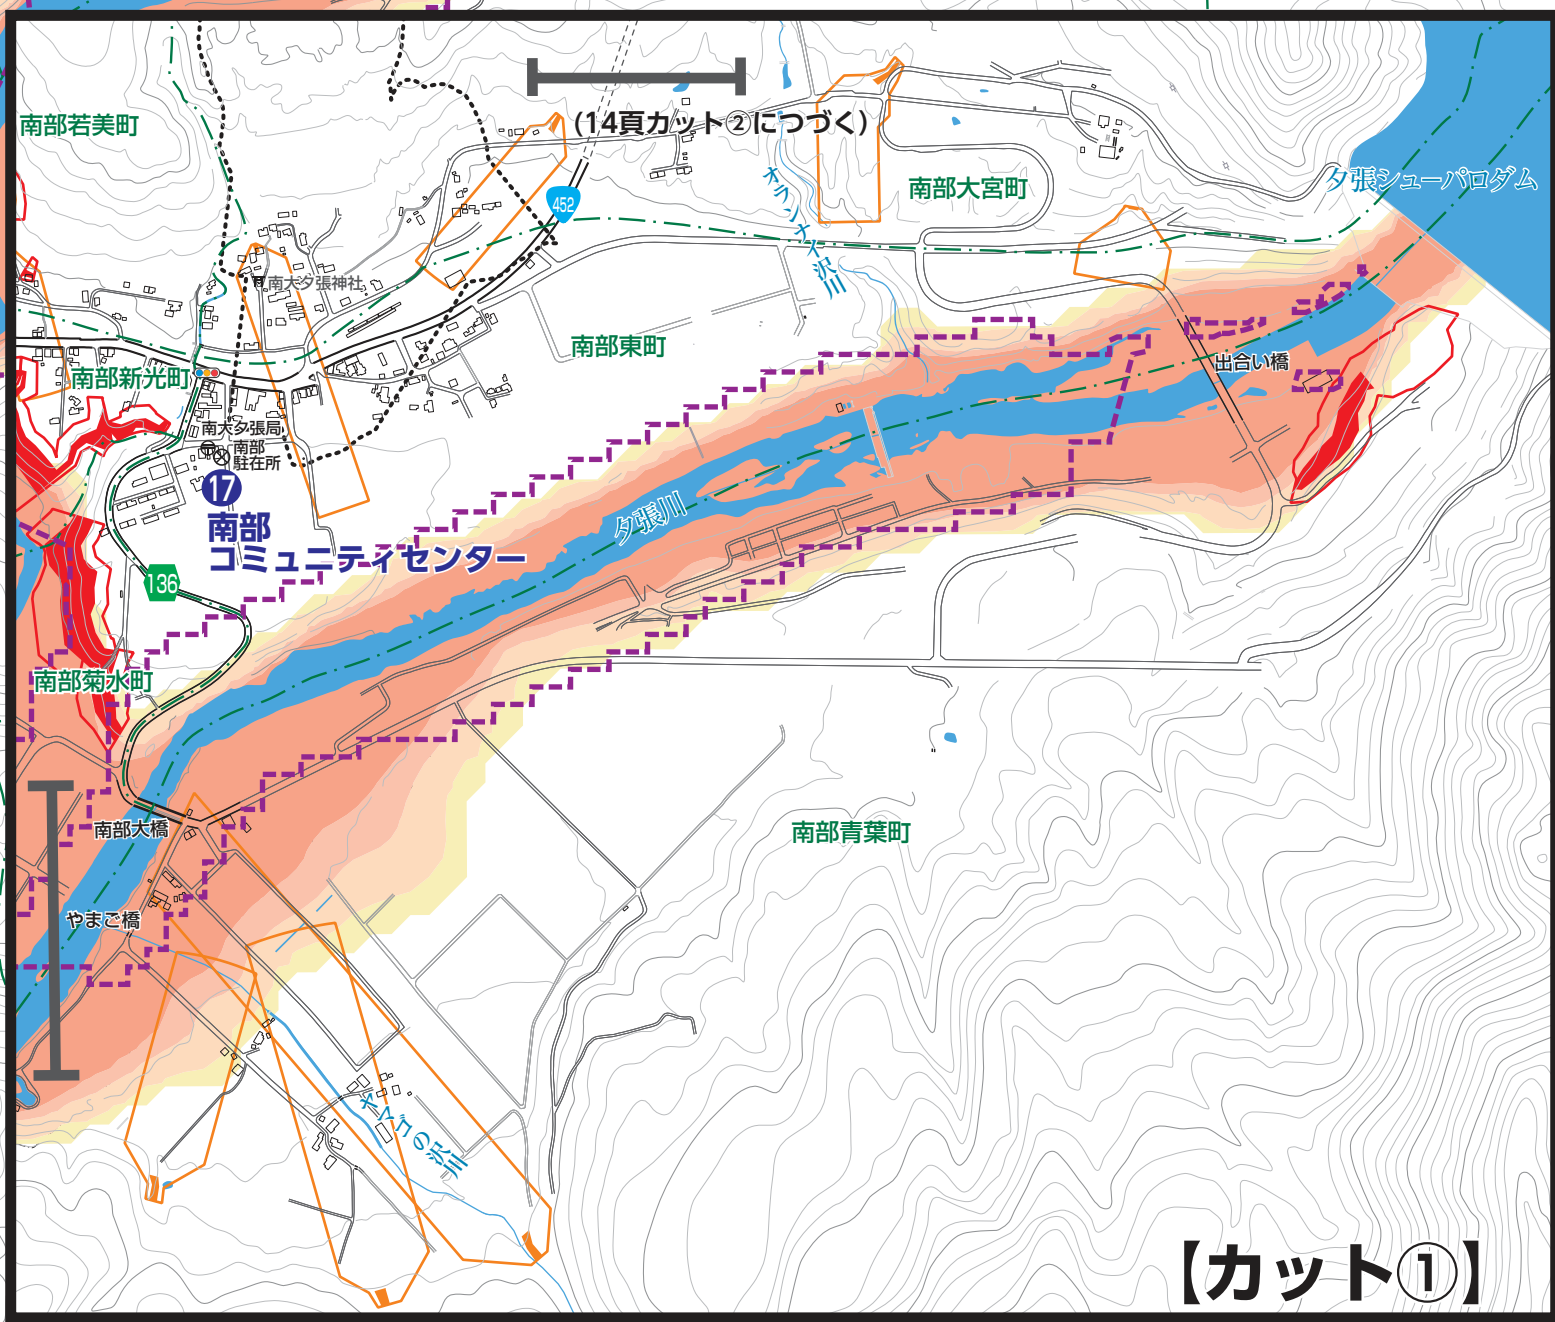 南部若美町
(14頁カット②につづく)
452
オランナイ沢川
南部大宮町
夕張シューパロダム
南大夕張神社
南部東町
出合い橋
南部新光町
南大夕張局
南部
駐在所
17
南部
コミュニティセンター
夕張川
136
南部菊水町
南部大橋
南部青葉町
やまご橋
ヤマゴの沢川
【カット①】